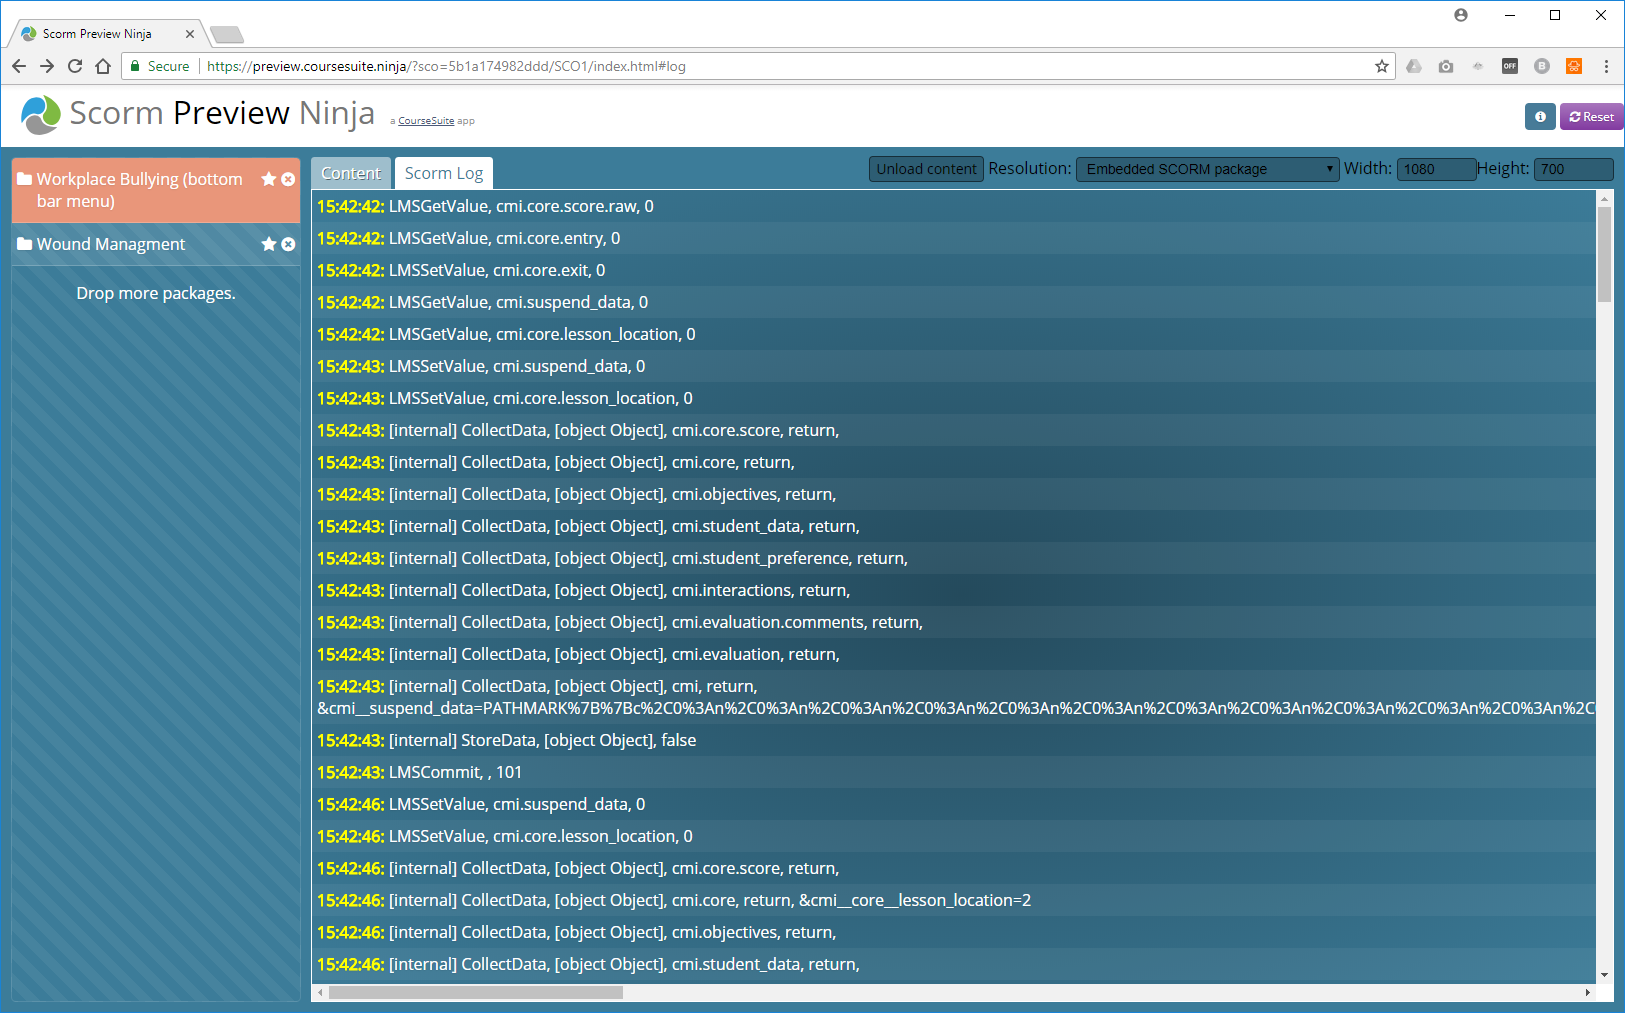 Scorm Preview Ninja
Secure https://preview.coursesuite.ninja/?sco=5b1a174982ddd/SCO1/index.html#log
OFF
B
Scorm Preview Ninja a CourseSuite app
Reset
Workplace Bullying (bottom
bar menu)
Wound Managment
Drop more packages.
Content Scorm Log Unload content Resolution: Embedded SCORM package Width: 1080 Height: 700
15:42:42: LMSGetValue, cmi.core.score.raw, 0
15:42:42: LMSGetValue, cmi.core.entry, 0
15:42:42: LMSSetValue, cmi.core.exit, 0
15:42:42: LMSGetValue, cmi.suspend_data, 0
15:42:42: LMSGetValue, cmi.core.lesson_location, 0
15:42:43: LMSSetValue, cmi.suspend_data, 0
15:42:43: LMSSetValue, cmi.core.lesson_location, 0
15:42:43: [internal] CollectData, [object Object], cmi.core.score, return,
15:42:43: [internal] CollectData, [object Object], cmi.core, return,
15:42:43: [internal] CollectData, [object Object], cmi.objectives, return,
15:42:43: [internal] CollectData, [object Object], cmi.student_data, return,
15:42:43: [internal] CollectData, [object Object], cmi.student_preference, return,
15:42:43: [internal] CollectData, [object Object], cmi.interactions, return,
15:42:43: [internal] CollectData, [object Object], cmi.evaluation.comments, return,
15:42:43: [internal] CollectData, [object Object], cmi.evaluation, return,
15:42:43: [internal] CollectData, [object Object], cmi, return,
&cmi__suspend_data=PATHMARK%7B%7Bc%2C0%3An%2C0%3An%2C0%3An%2C0%3An%2C0%3An%2C0%3An%2C0%3An%2C0%3An%2C0%3An%2C0%3An%2C0%3An%2C0
15:42:43: [internal] StoreData, [object Object], false
15:42:43: LMSCommit, , 101
15:42:46: LMSSetValue, cmi.suspend_data, 0
15:42:46: LMSSetValue, cmi.core.lesson_location, 0
15:42:46: [internal] CollectData, [object Object], cmi.core.score, return,
15:42:46: [internal] CollectData, [object Object], cmi.core, return, &cmi__core__lesson_location=2
15:42:46: [internal] CollectData, [object Object], cmi.objectives, return,
15:42:46: [internal] CollectData, [object Object], cmi.student_data, return,